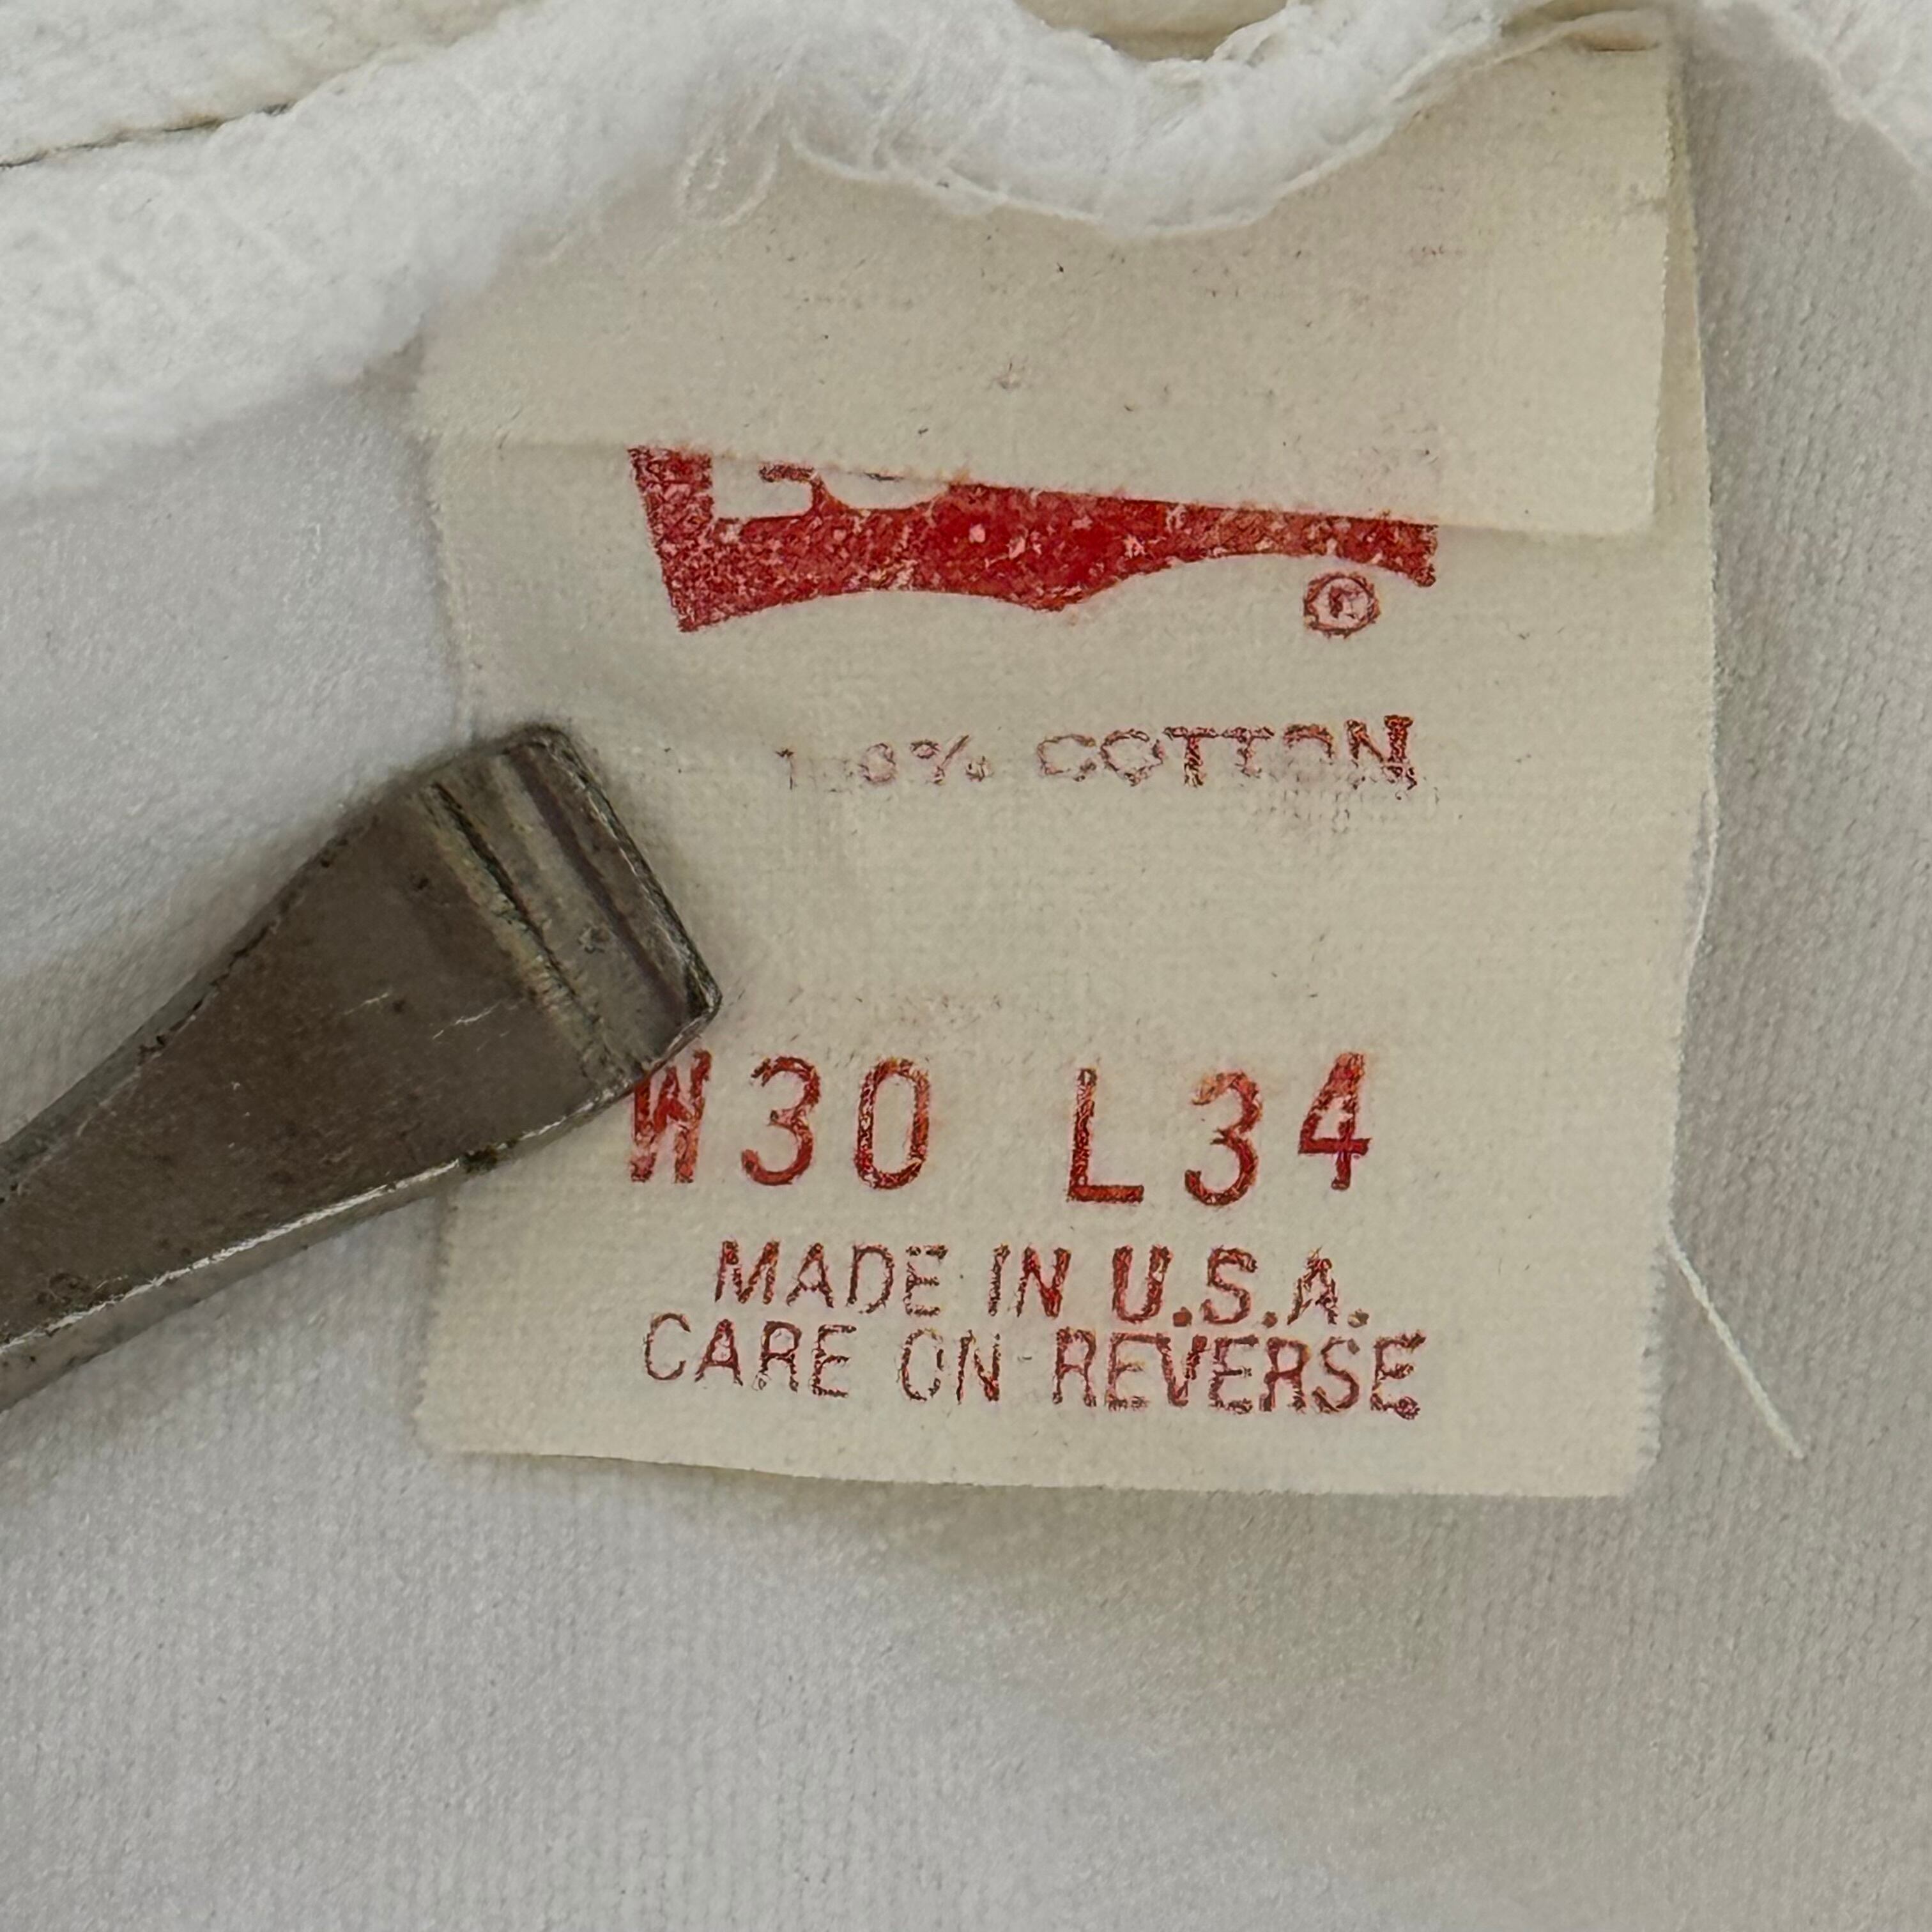 ®
100% COTTON
W30 L34
MADE IN U.S.A.
CARE ON REVERSE